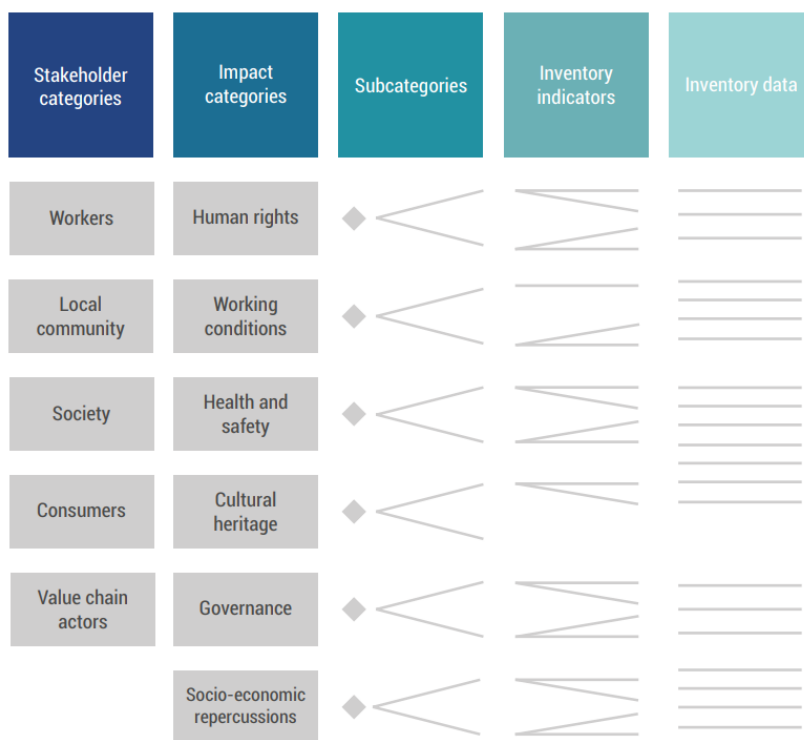 Stakeholder
categories
Impact
categories
Subcategories
Inventory
indicators
Inventory data
Workers
Human rights
Local
community
Working
conditions
Society
Health and
safety
Consumers
Cultural
heritage
Value chain
actors
Governance
Socio-economic
repercussions